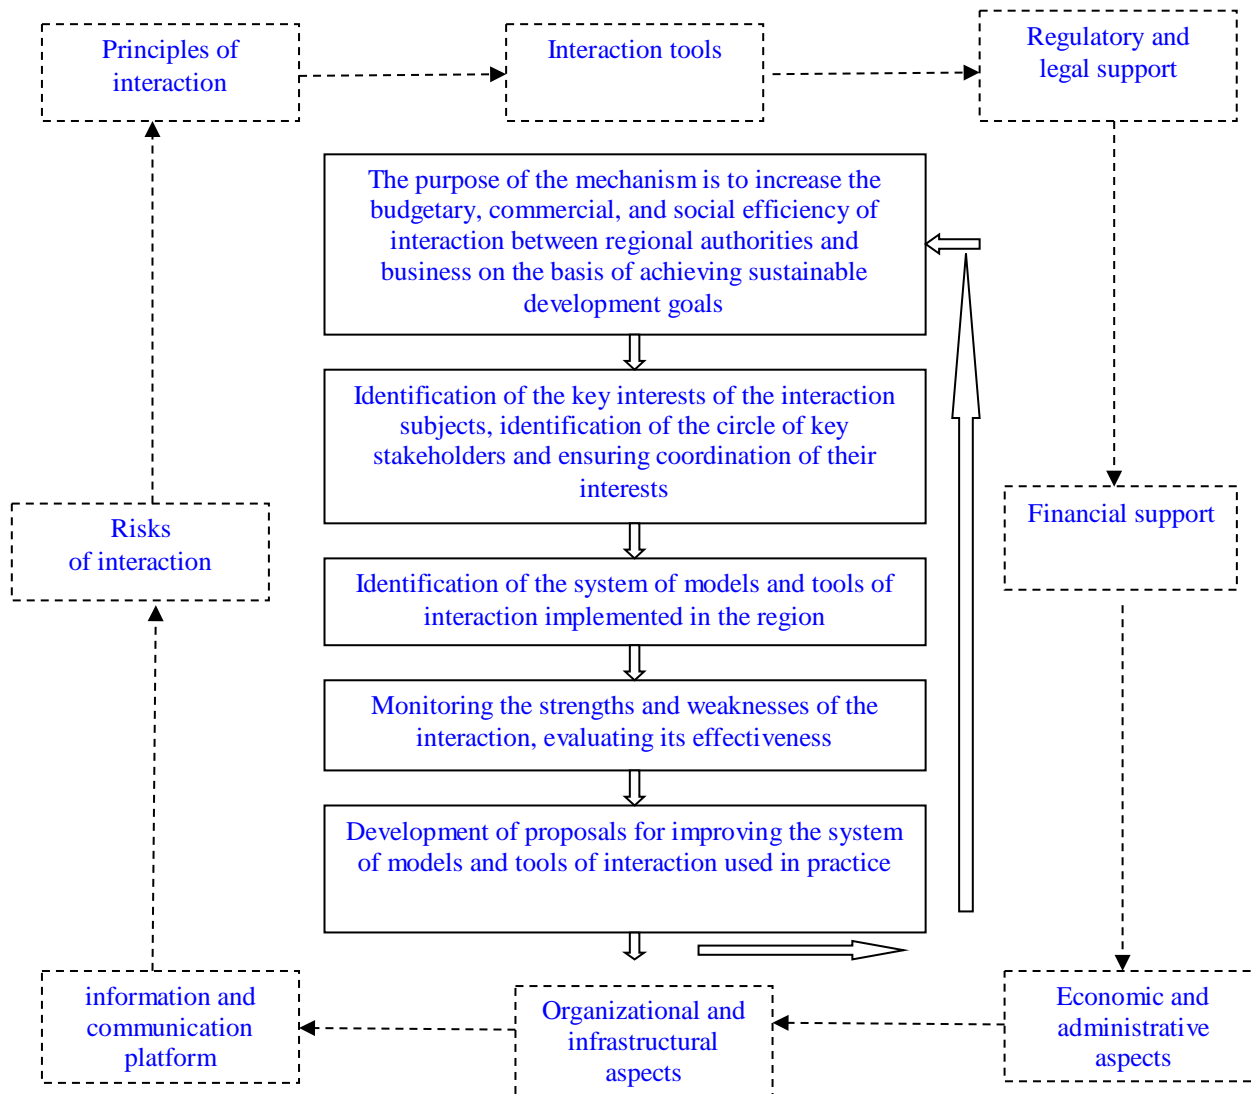 Principles of
interaction
Interaction tools
Regulatory and
legal support
The purpose of the mechanism is to increase the
budgetary, commercial, and social efficiency of
interaction between regional authorities and
business on the basis of achieving sustainable
development goals
Identification of the key interests of the interaction
subjects, identification of the circle of key
stakeholders and ensuring coordination of their
interests
Risks
of interaction
Financial support
Identification of the system of models and tools of
interaction implemented in the region
Monitoring the strengths and weaknesses of the
interaction, evaluating its effectiveness
Development of proposals for improving the system
of models and tools of interaction used in practice
information and
communication
platform
Organizational and
infrastructural
aspects
Economic and
administrative
aspects